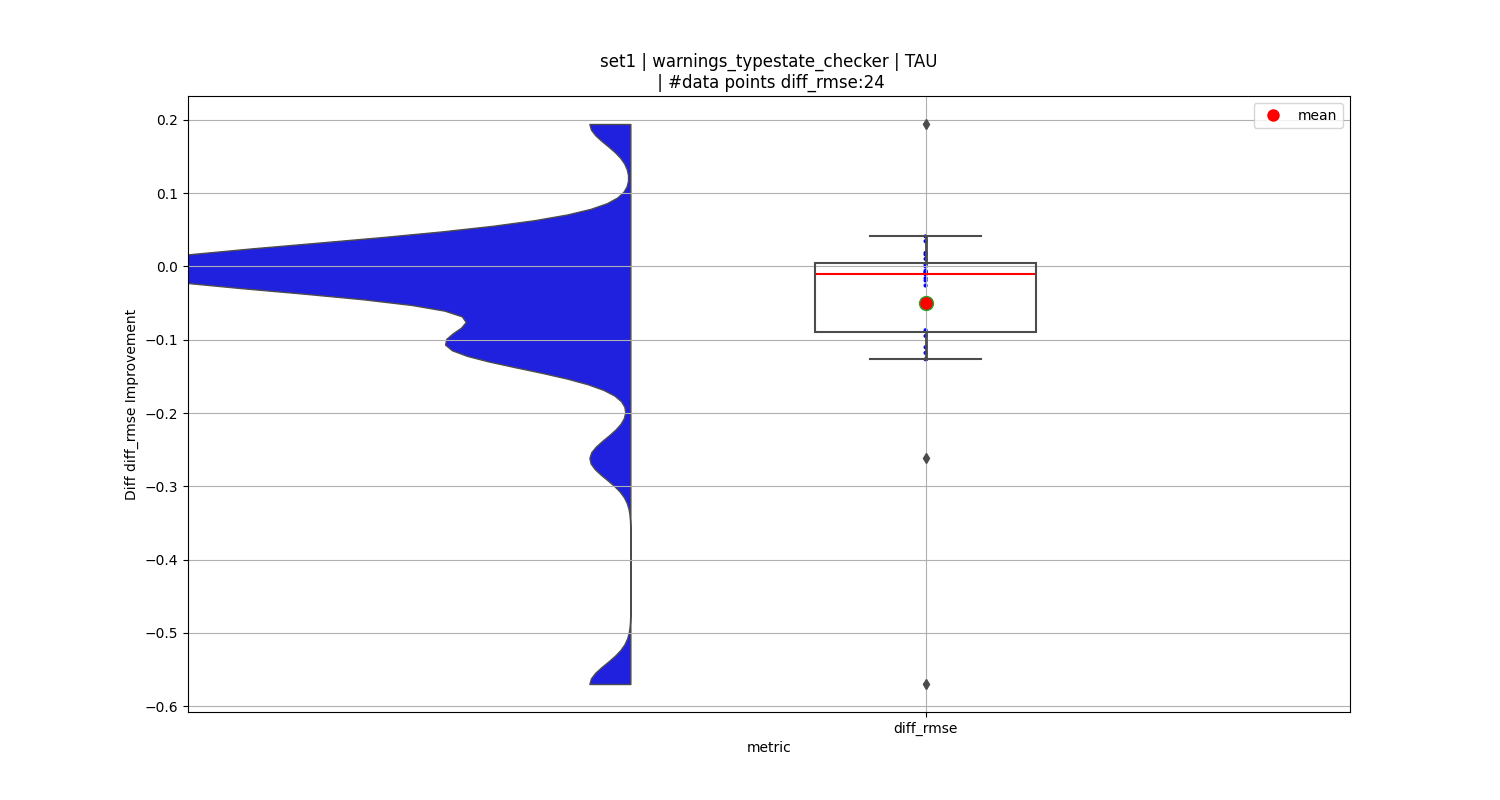 set1 | warnings_typestate_checker | TAU
| #data points diff_rmse:24
mean
0.2
0.1
0.0
−0.1
−0.2
−0.3
−0.4
−0.5
−0.6
Diff diff_rmse Improvement
diff_rmse
metric